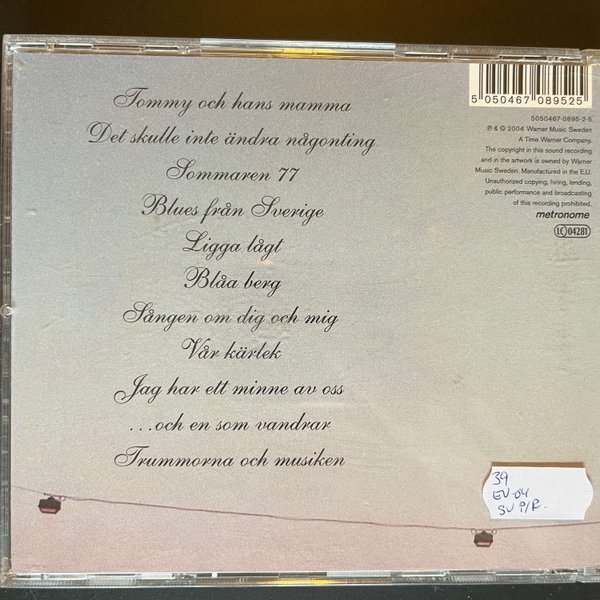 Tommy och hans mamma
Det skulle inte ändra någonting
Sommaren 77
Blues från Sverige
Ligga lågt
Blåa berg
Sången om dig och mig
Vår kärlek
Jag har ett minne av oss
...och en som vandrar
Trummorna och musiken
5 050467 089525
5050467-0895-2-5
℗ & © 2004 Warner Music Sweden
A Time Warner Company.
The copyright in this sound recording
and in the artwork is owned by Warner
Music Sweden. Manufactured in the E.U.
Unauthorized copying, hiring, lending,
public performance and broadcasting
of this recording prohibited.
metronome
LC 04281
39
EV-04
SV P/R.